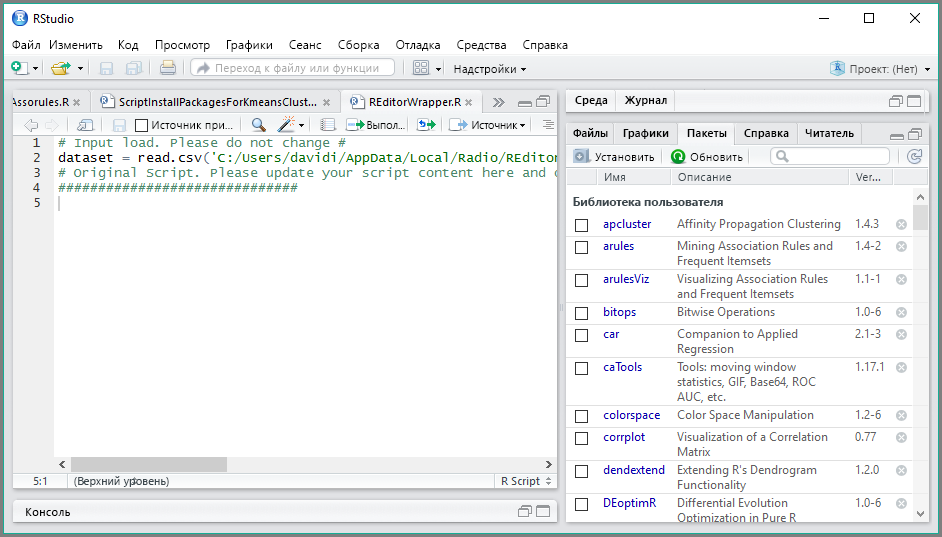 RStudio
Файл Изменить Код Просмотр Графики Сеанс Сборка Отладка Средства Справка
Переход к файлу или функции Надстройки Проект: (Нет)
Assorules.R ScriptInstallPackagesForKmeansClust... REditorWrapper.R
Источник при... Выпол... Источник
1 # Input load. Please do not change #
2 dataset = read.csv('C:/Users/davidi/AppData/Local/Radio/REditor
3 # Original Script. Please update your script content here and
4 ##############################
5
5:1 (Верхний уровень) R Script
Консоль
Среда Журнал
Файлы Графики Пакеты Справка Читатель
Установить Обновить
Имя Описание Ver...
Библиотека пользователя
apcluster Affinity Propagation Clustering 1.4.3
arules Mining Association Rules and 1.4-2
Frequent Itemsets
arulesViz Visualizing Association Rules 1.1-1
and Frequent Itemsets
bitops Bitwise Operations 1.0-6
car Companion to Applied 2.1-3
Regression
caTools Tools: moving window 1.17.1
statistics, GIF, Base64, ROC
AUC, etc.
colorspace Color Space Manipulation 1.2-6
corrplot Visualization of a Correlation 0.77
Matrix
dendextend Extending R's Dendrogram 1.2.0
Functionality
DEoptimR Differential Evolution 1.0-6
Optimization in Pure R